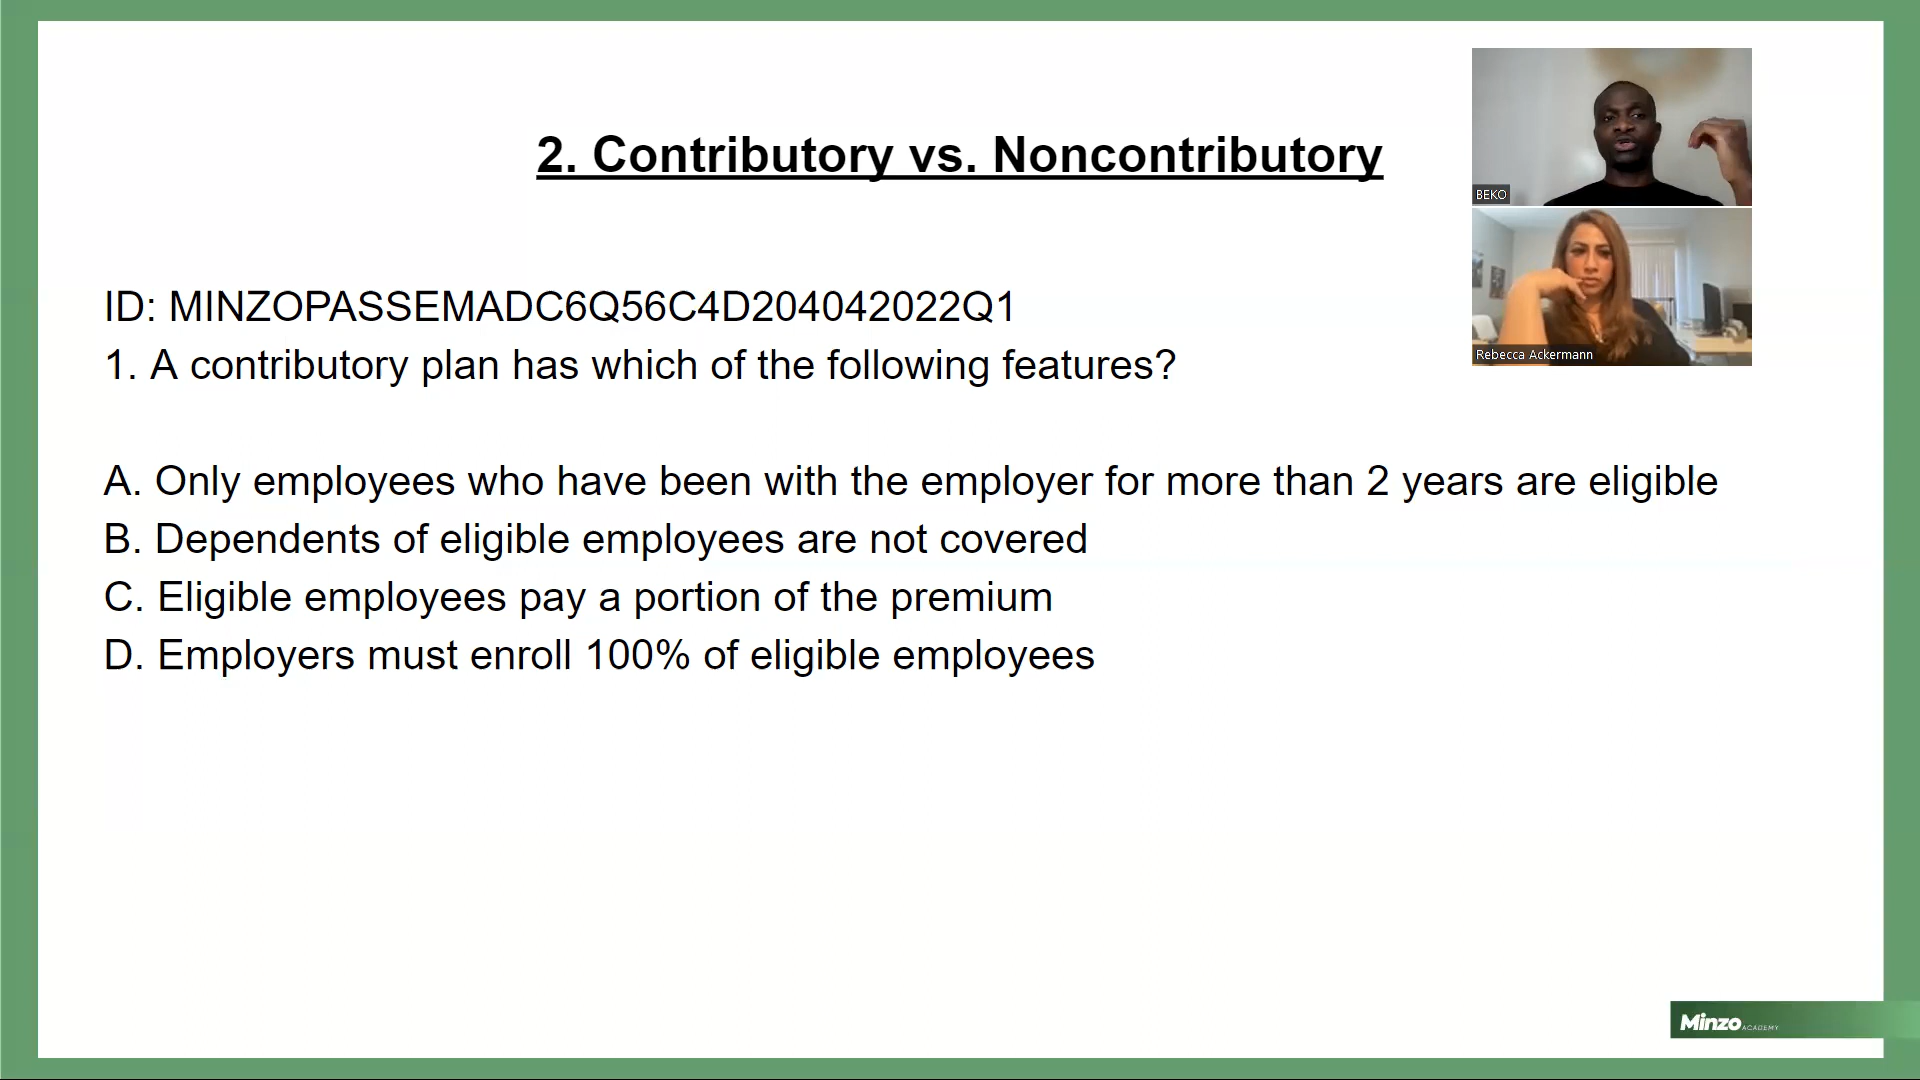 2. Contributory vs. Noncontributory
BEKO
Rebecca Ackermann
ID: MINZOPASSEMADC6Q56C4D204042022Q1
1. A contributory plan has which of the following features?
A. Only employees who have been with the employer for more than 2 years are eligible
B. Dependents of eligible employees are not covered
C. Eligible employees pay a portion of the premium
D. Employers must enroll 100% of eligible employees
Minzo ACADEMY